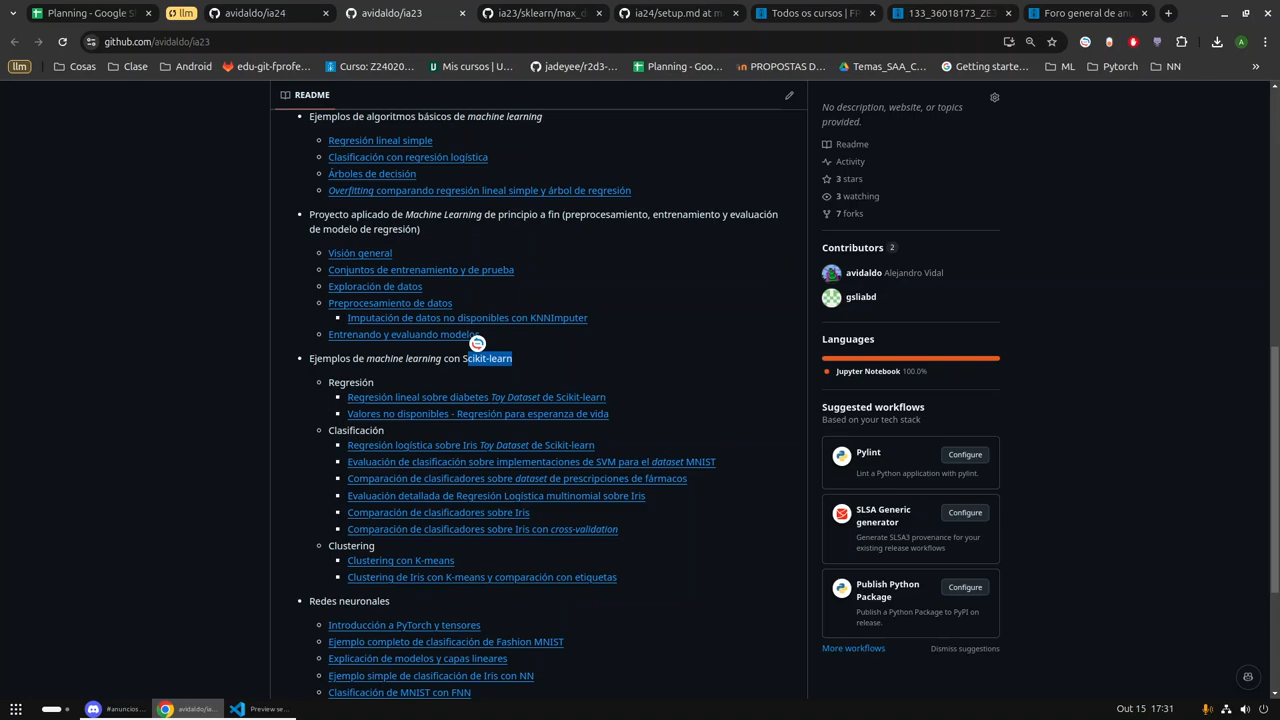 Planning - Google S
llm
avidaldo/ia24
avidaldo/ia23
ia23/sklearn/max_d
ia24/setup.md at m
Todos os cursos | FP
133_36018173_ZE3
Foro general de anu
github.com/avidaldo/ia23
llm
Cosas
Clase
Android
edu-git-fprofe...
Curso: Z24020...
Mis cursos | U...
jadeyee/r2d3-...
Planning - Goo...
PROPOSTAS D...
Temas_SAA_C...
Getting starte...
ML
Pytorch
NN
README
Ejemplos de algoritmos básicos de machine learning
Regresión lineal simple
Clasificación con regresión logística
Árboles de decisión
Overfitting comparando regresión lineal simple y árbol de regresión
Proyecto aplicado de Machine Learning de principio a fin (preprocesamiento, entrenamiento y evaluación
de modelo de regresión)
Visión general
Conjuntos de entrenamiento y de prueba
Exploración de datos
Preprocesamiento de datos
Imputación de datos no disponibles con KNNImputer
Entrenando y evaluando modelos
Ejemplos de machine learning con Scikit-learn
Regresión
Regresión lineal sobre diabetes Toy Dataset de Scikit-learn
Valores no disponibles - Regresión para esperanza de vida
Clasificación
Regresión logística sobre Iris Toy Dataset de Scikit-learn
Evaluación de clasificación sobre implementaciones de SVM para el dataset MNIST
Comparación de clasificadores sobre dataset de prescripciones de fármacos
Evaluación detallada de Regresión Logística multinomial sobre Iris
Comparación de clasificadores sobre Iris
Comparación de clasificadores sobre Iris con cross-validation
Clustering
Clustering con K-means
Clustering de Iris con K-means y comparación con etiquetas
Redes neuronales
Introducción a PyTorch y tensores
Ejemplo completo de clasificación de Fashion MNIST
Explicación de modelos y capas lineares
Ejemplo simple de clasificación de Iris con NN
Clasificación de MNIST con FNN
No description, website, or topics
provided.
Readme
Activity
3 stars
3 watching
7 forks
Contributors 2
avidaldo Alejandro Vidal
gsliabd
Languages
Jupyter Notebook 100.0%
Suggested workflows
Based on your tech stack
Pylint
Configure
Lint a Python application with pylint.
SLSA Generic
generator
Configure
Generate SLSA3 provenance for your
existing release workflows
Publish Python
Package
Configure
Publish a Python Package to PyPI on
release.
More workflows
Dismiss suggestions
#anuncios ...
avidaldo/ia...
Preview se...
Out 15 17:31